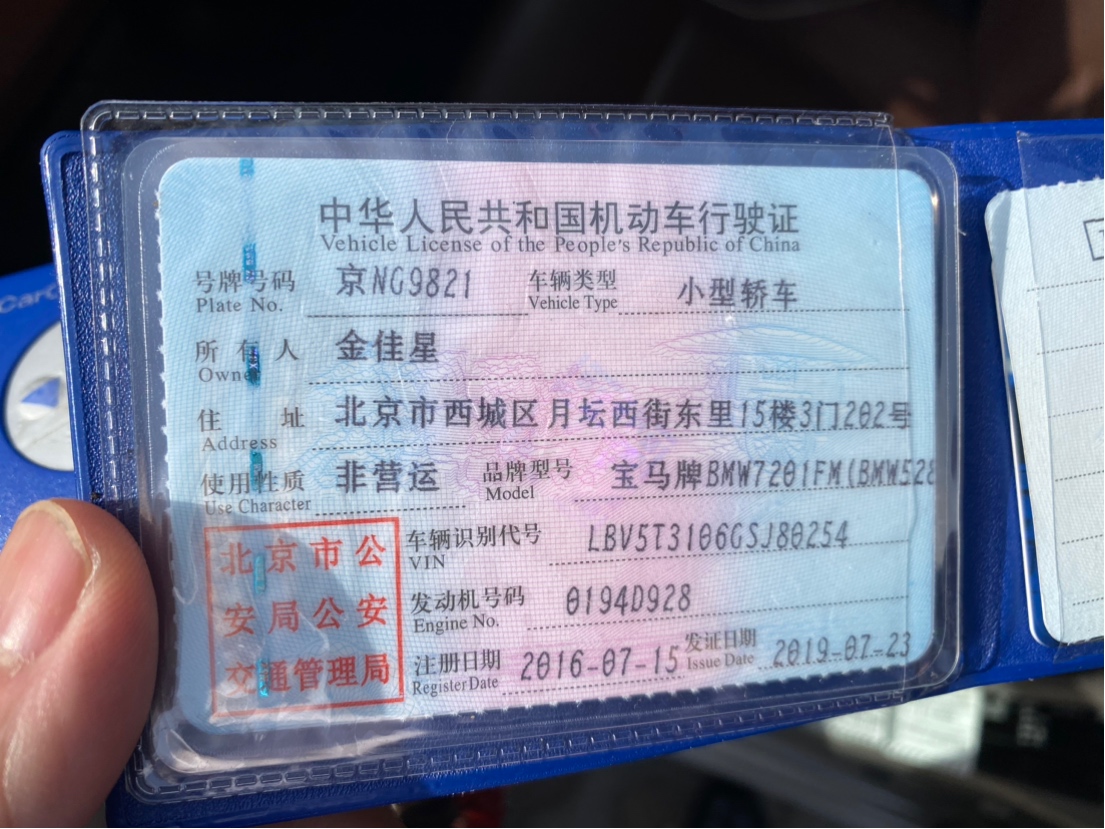 中华人民共和国机动车行驶证
Vehicle License of the People's Republic of China
号牌号码 京NG9821 车辆类型 小型轿车
Plate No. Vehicle Type
所有人 金佳星
Owner
住址 北京市西城区月坛西街东里15楼3门202号
Address
使用性质 非营运 品牌型号 宝马牌BMW7201FM(BMW528
Use Character Model
北京市公
安局公安
交通管理局
车辆识别代号 LBV5T3106GSJ80254
VIN
发动机号码 0194D928
Engine No.
注册日期 2016-07-15 发证日期 2019-07-23
Register Date Issue Date